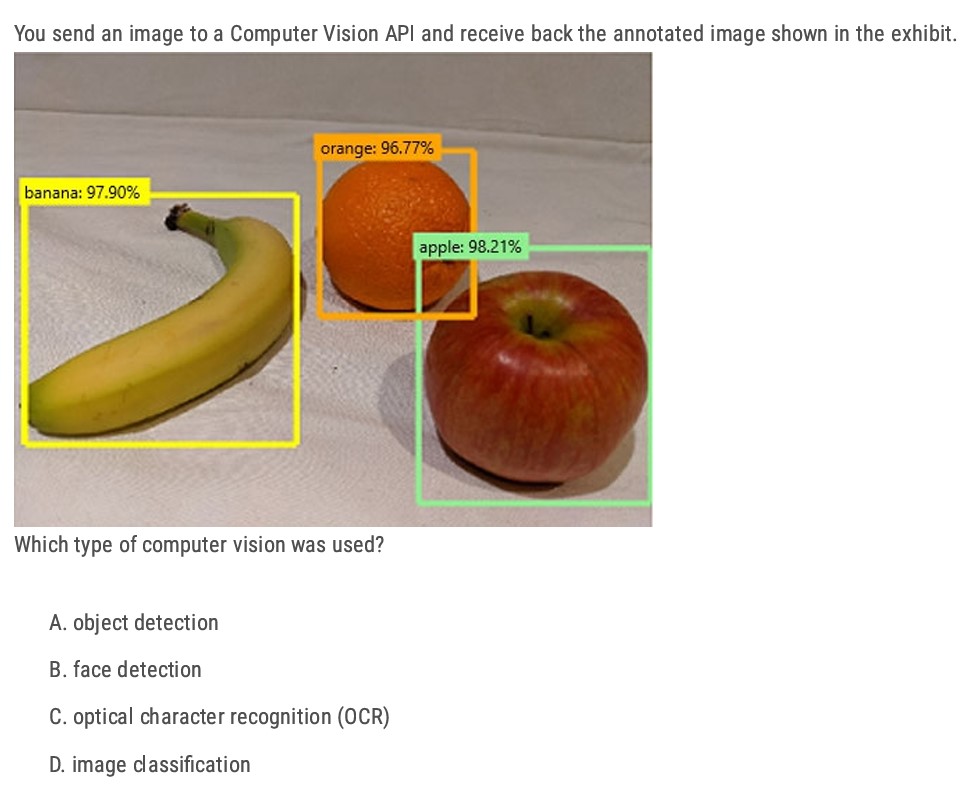 You send an image to a Computer Vision API and receive back the annotated image shown in the exhibit.
orange: 96.77%
banana: 97.90%
apple: 98.21%
Which type of computer vision was used?
A. object detection
B. face detection
C. optical character recognition (OCR)
D. image classification